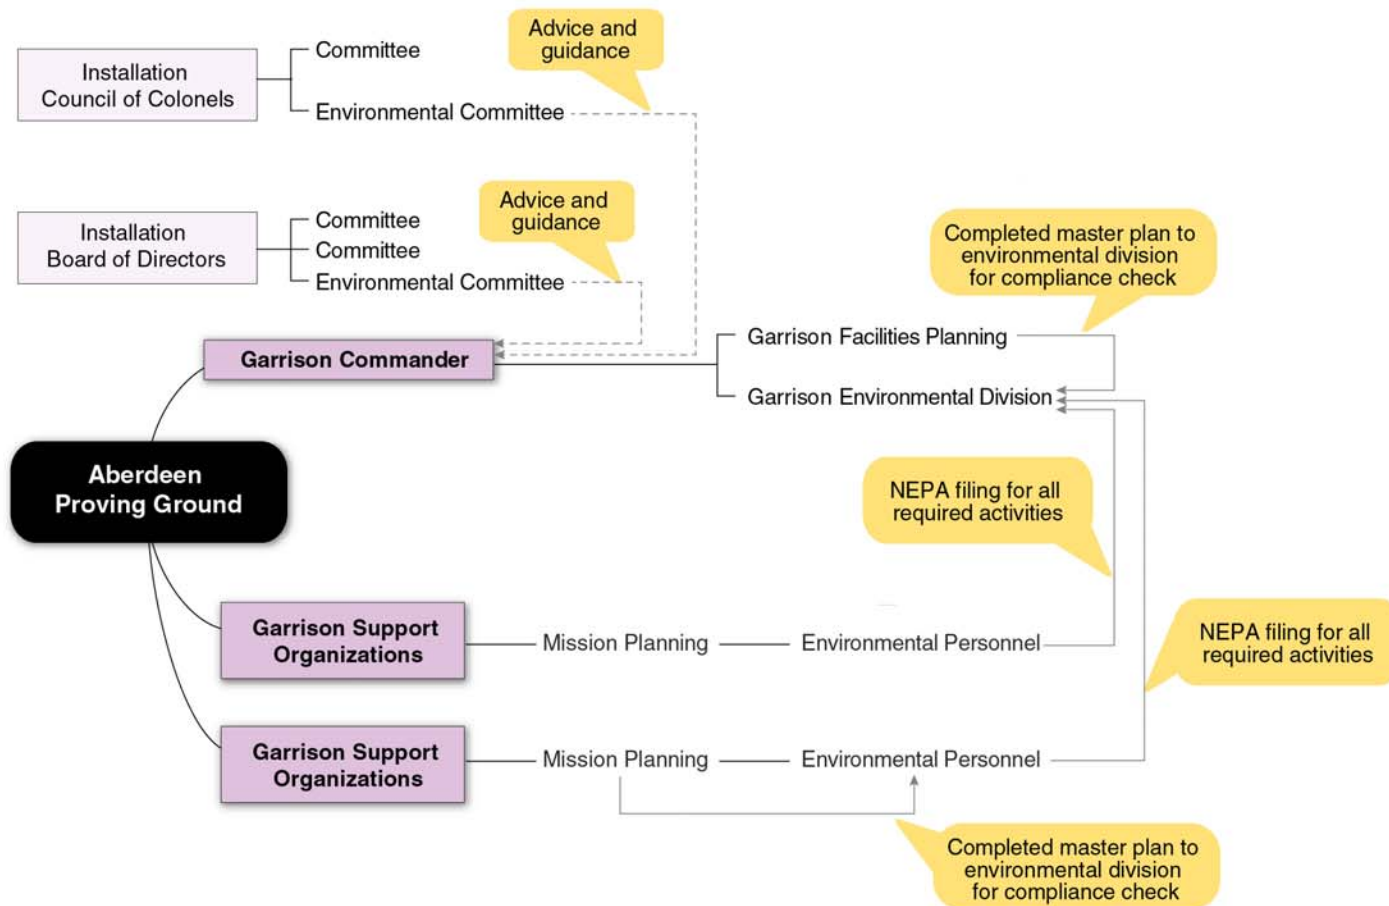 Advice and
guidance
Committee
Installation
Council of Colonels
Environmental Committee
Advice and
guidance
Committee
Installation
Board of Directors
Committee
Environmental Committee
Completed master plan to
environmental division
for compliance check
Garrison Facilities Planning
Garrison Commander
Garrison Environmental Division
Aberdeen
Proving Ground
NEPA filing for all
required activities
Garrison Support
Organizations
Mission Planning
Environmental Personnel
NEPA filing for all
required activities
Garrison Support
Organizations
Mission Planning
Environmental Personnel
Completed master plan to
environmental division
for compliance check